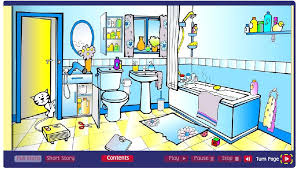 Short Story
Contents
Play
Pause
Stop
Turn Page